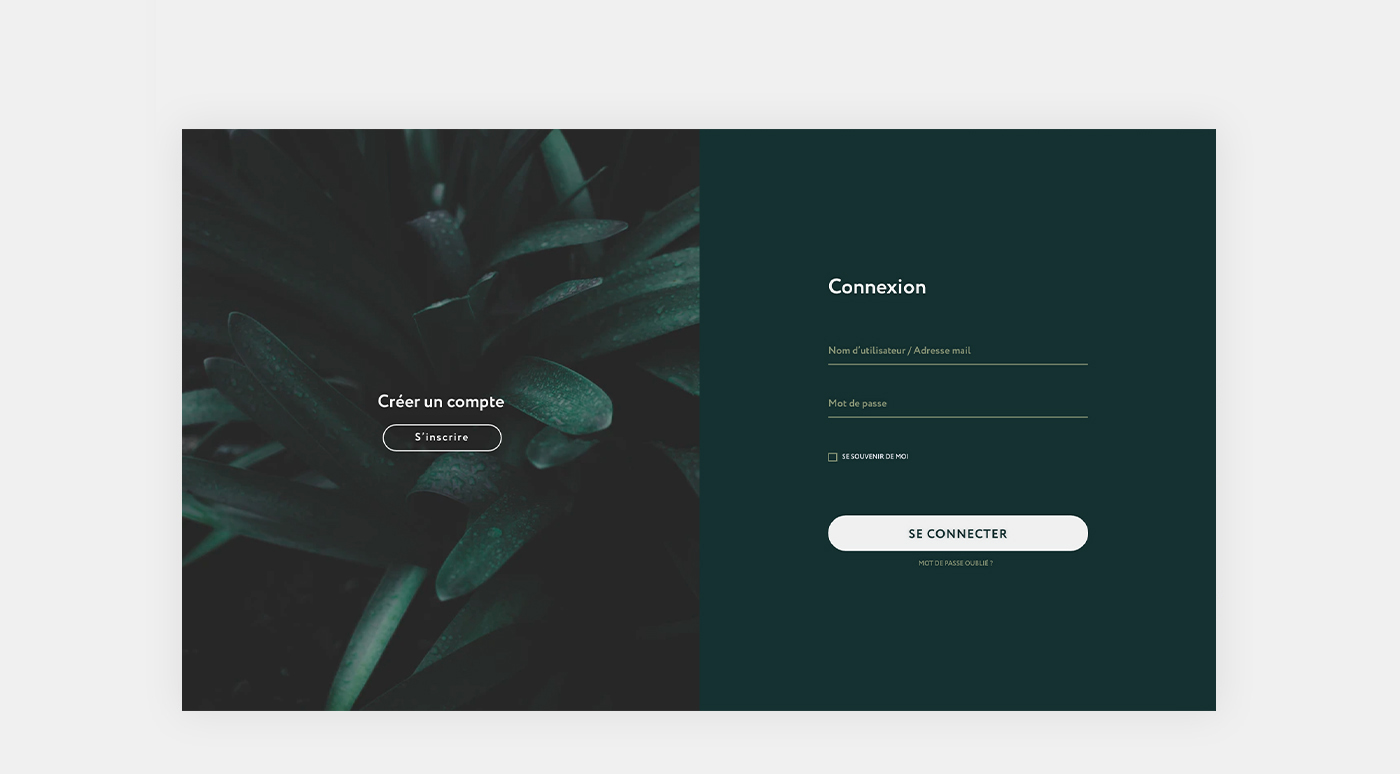 Créer un compte
S'inscrire
Connexion
Nom d'utilisateur / Adresse mail
Mot de passe
SE SOUVENIR DE MOI
SE CONNECTER
MOT DE PASSE OUBLIÉ ?